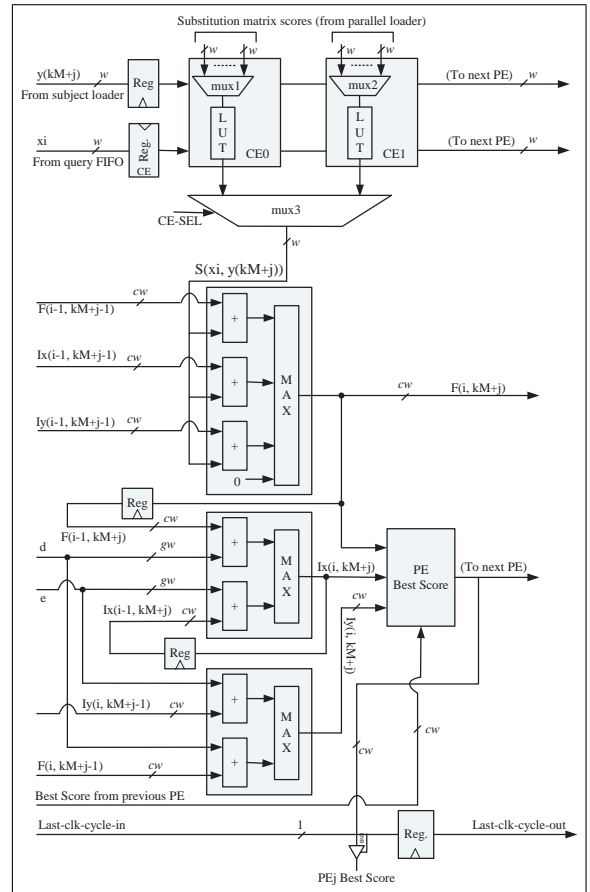 Substitution matrix scores (from parallel loader)
w w w w
y(kM+j) w Reg mux1 mux2 (To next PE) w
From subject loader
LUT LUT
xi w Reg. CE CE0 CE1 (To next PE) w
From query FIFO
mux3
CE-SEL
w
S(xi, y(kM+j))
cw
F(i-1, kM+j-1) +
Ix(i-1, kM+j-1) cw + MAX cw F(i, kM+j)
Iy(i-1, kM+j-1) cw
+
0
Reg
cw
F(i-1, kM+j) +
d gw MAX Ix(i, kM+j) PE Best Score (To next PE)
e gw
Ix(i-1, kM+j) cw + cw
Reg Iy(i, kM+j)
+
Iy(i, kM+j-1) cw MAX
cw cw
F(i, kM+j-1) cw +
Best Score from previous PE
Last-clk-cycle-in 1 Reg. Last-clk-cycle-out
PEj Best Score